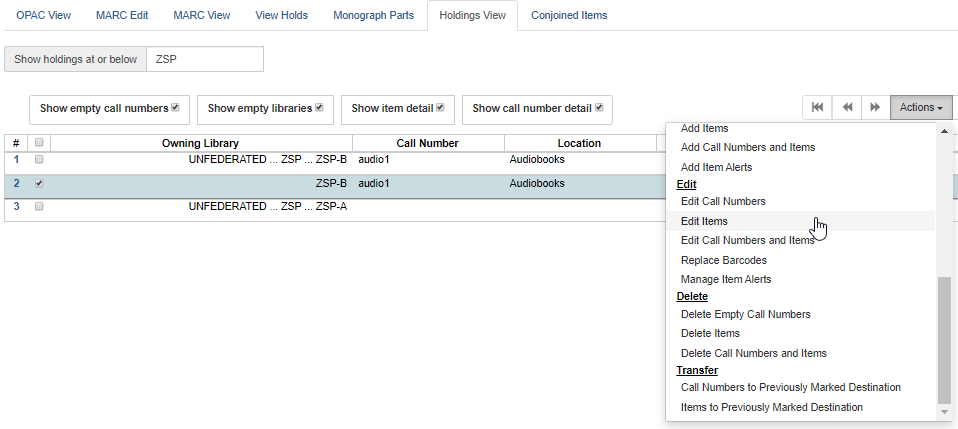 OPAC View MARC Edit MARC View View Holds Monograph Parts Holdings View Conjoined Items
Show holdings at or below ZSP
Show empty call numbers Show empty libraries Show item detail Show call number detail Actions
# Owning Library Call Number Location
1 UNFEDERATED ... ZSP ... ZSP-B audio1 Audiobooks
2 ZSP-B audio1 Audiobooks
3 UNFEDERATED ... ZSP ... ZSP-A
Add Items
Add Call Numbers and Items
Add Item Alerts
Edit
Edit Call Numbers
Edit Items
Edit Call Numbers and Items
Replace Barcodes
Manage Item Alerts
Delete
Delete Empty Call Numbers
Delete Items
Delete Call Numbers and Items
Transfer
Call Numbers to Previously Marked Destination
Items to Previously Marked Destination